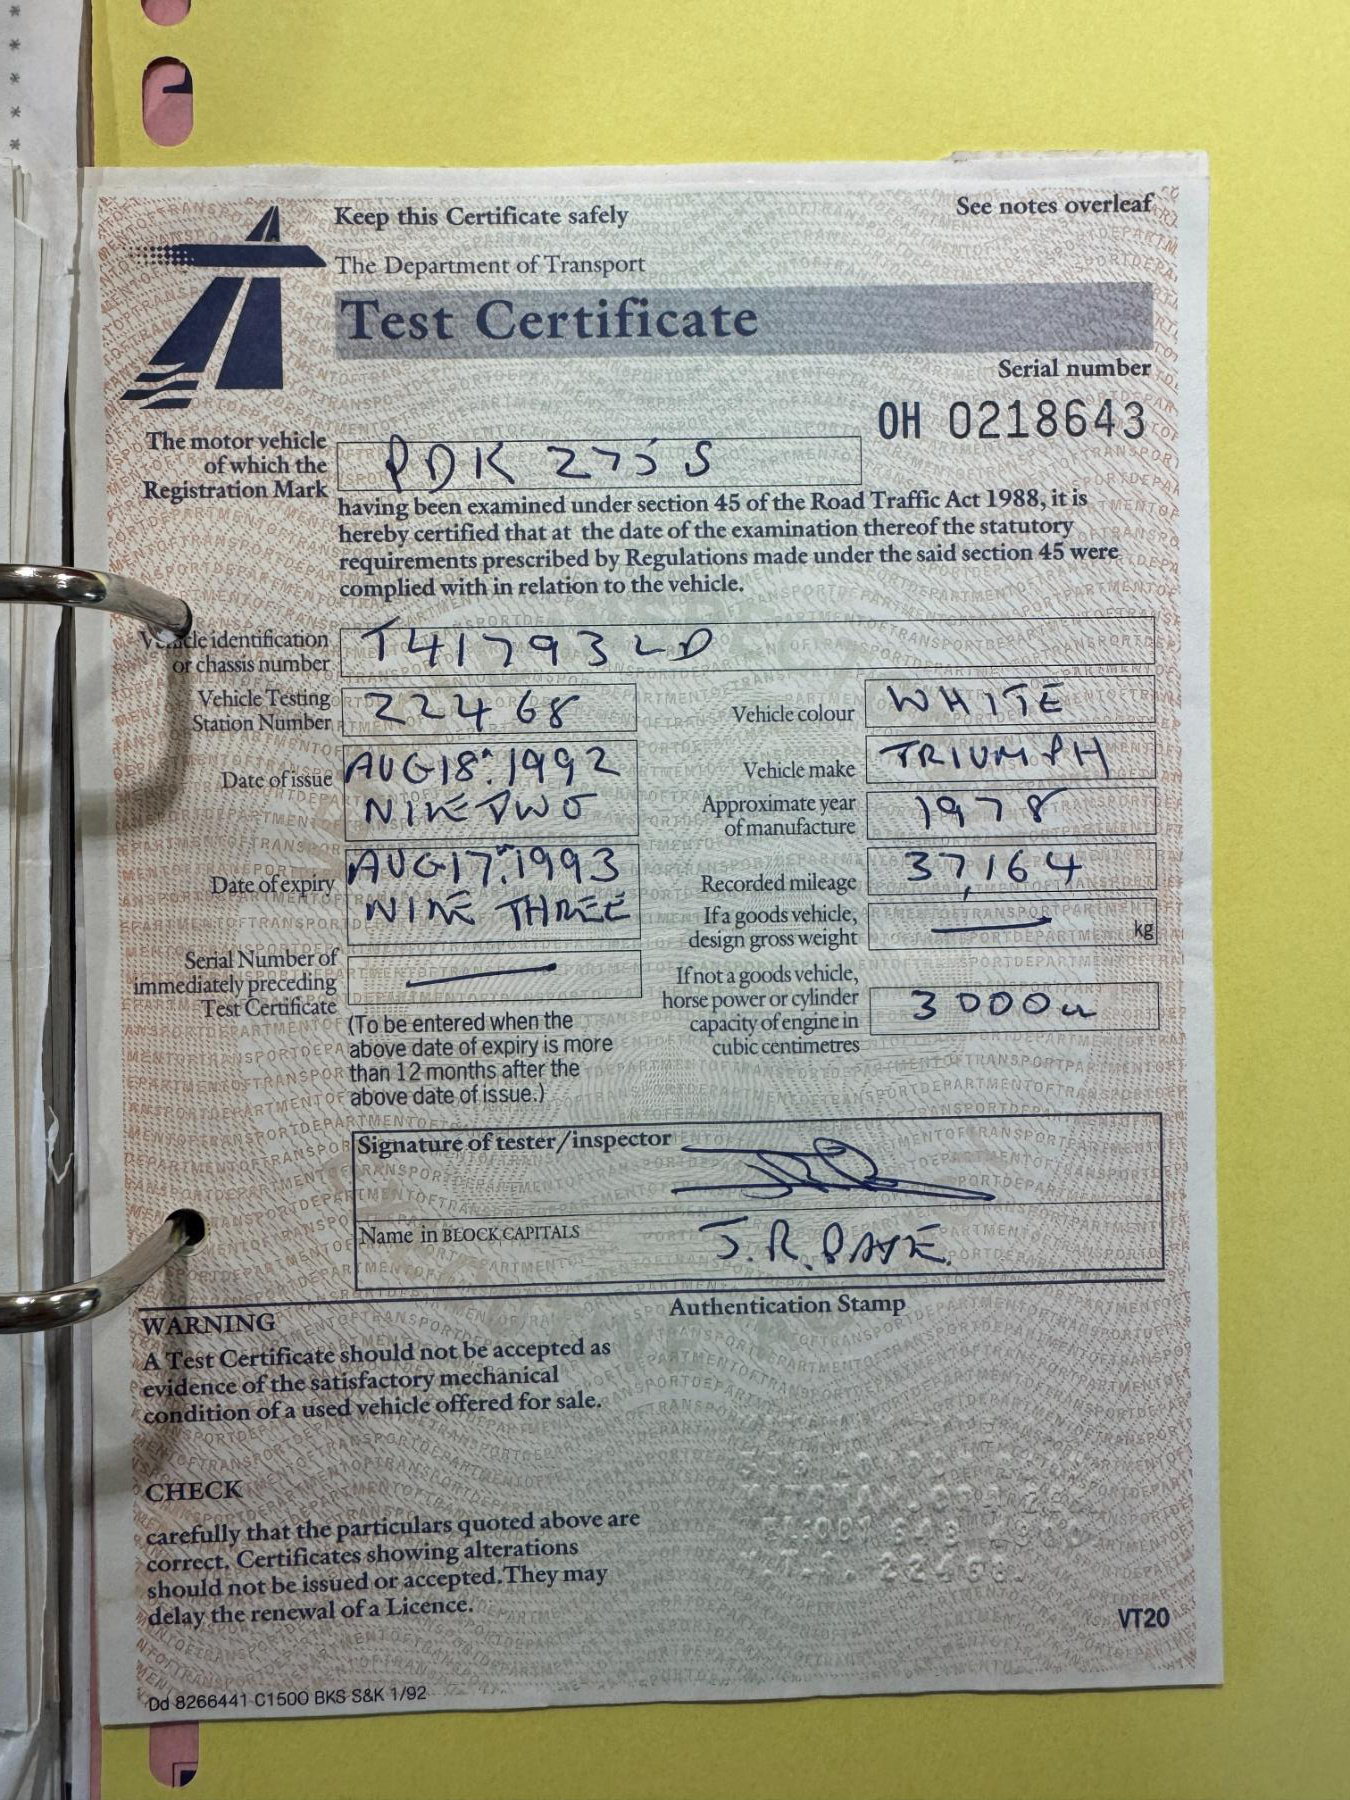 Keep this Certificate safely
See notes overleaf
The Department of Transport
Test Certificate
Serial number
OH 0218643
The motor vehicle
of which the
Registration Mark
PDK 275 S
having been examined under section 45 of the Road Traffic Act 1988, it is
hereby certified that at the date of the examination thereof the statutory
requirements prescribed by Regulations made under the said section 45 were
complied with in relation to the vehicle.
Vehicle identification
or chassis number
T41793LD
Vehicle Testing
Station Number
22468
Vehicle colour
WHITE
Date of issue
AUG 18th. 1992
NINE TWO
Vehicle make
TRIUMPH
Approximate year
of manufacture
1978
Date of expiry
AUG 17th. 1993
NINE THREE
Recorded mileage
37,164
If a goods vehicle,
design gross weight
kg
Serial Number of
immediately preceding
Test Certificate
(To be entered when the
above date of expiry is more
than 12 months after the
above date of issue.)
If not a goods vehicle,
horse power or cylinder
capacity of engine in
cubic centimetres
3000cc
Signature of tester/inspector
Name in BLOCK CAPITALS
J.R. PAYE.
Authentication Stamp
WARNING
A Test Certificate should not be accepted as
evidence of the satisfactory mechanical
condition of a used vehicle offered for sale.
CHECK
carefully that the particulars quoted above are
correct. Certificates showing alterations
should not be issued or accepted. They may
delay the renewal of a Licence.
VT20
Dd 8266441 C1500 BKS S&K 1/92